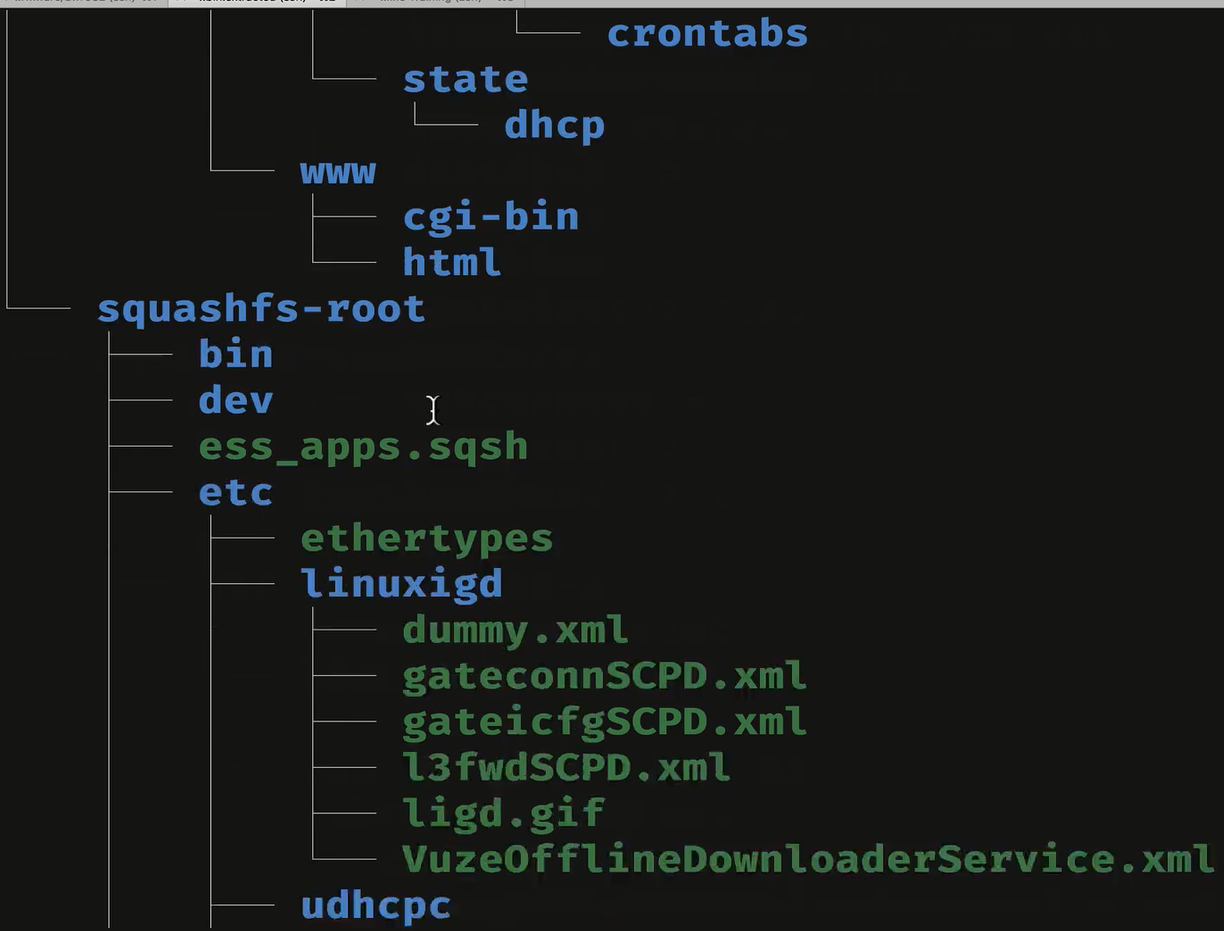 crontabs
state
dhcp
www
cgi-bin
html
squashfs-root
bin
dev
ess_apps.sqsh
etc
ethertypes
linuxigd
dummy.xml
gateconnSCPD.xml
gateicfgSCPD.xml
l3fwdSCPD.xml
ligd.gif
VuzeOfflineDownloaderService.xml
udhcpc